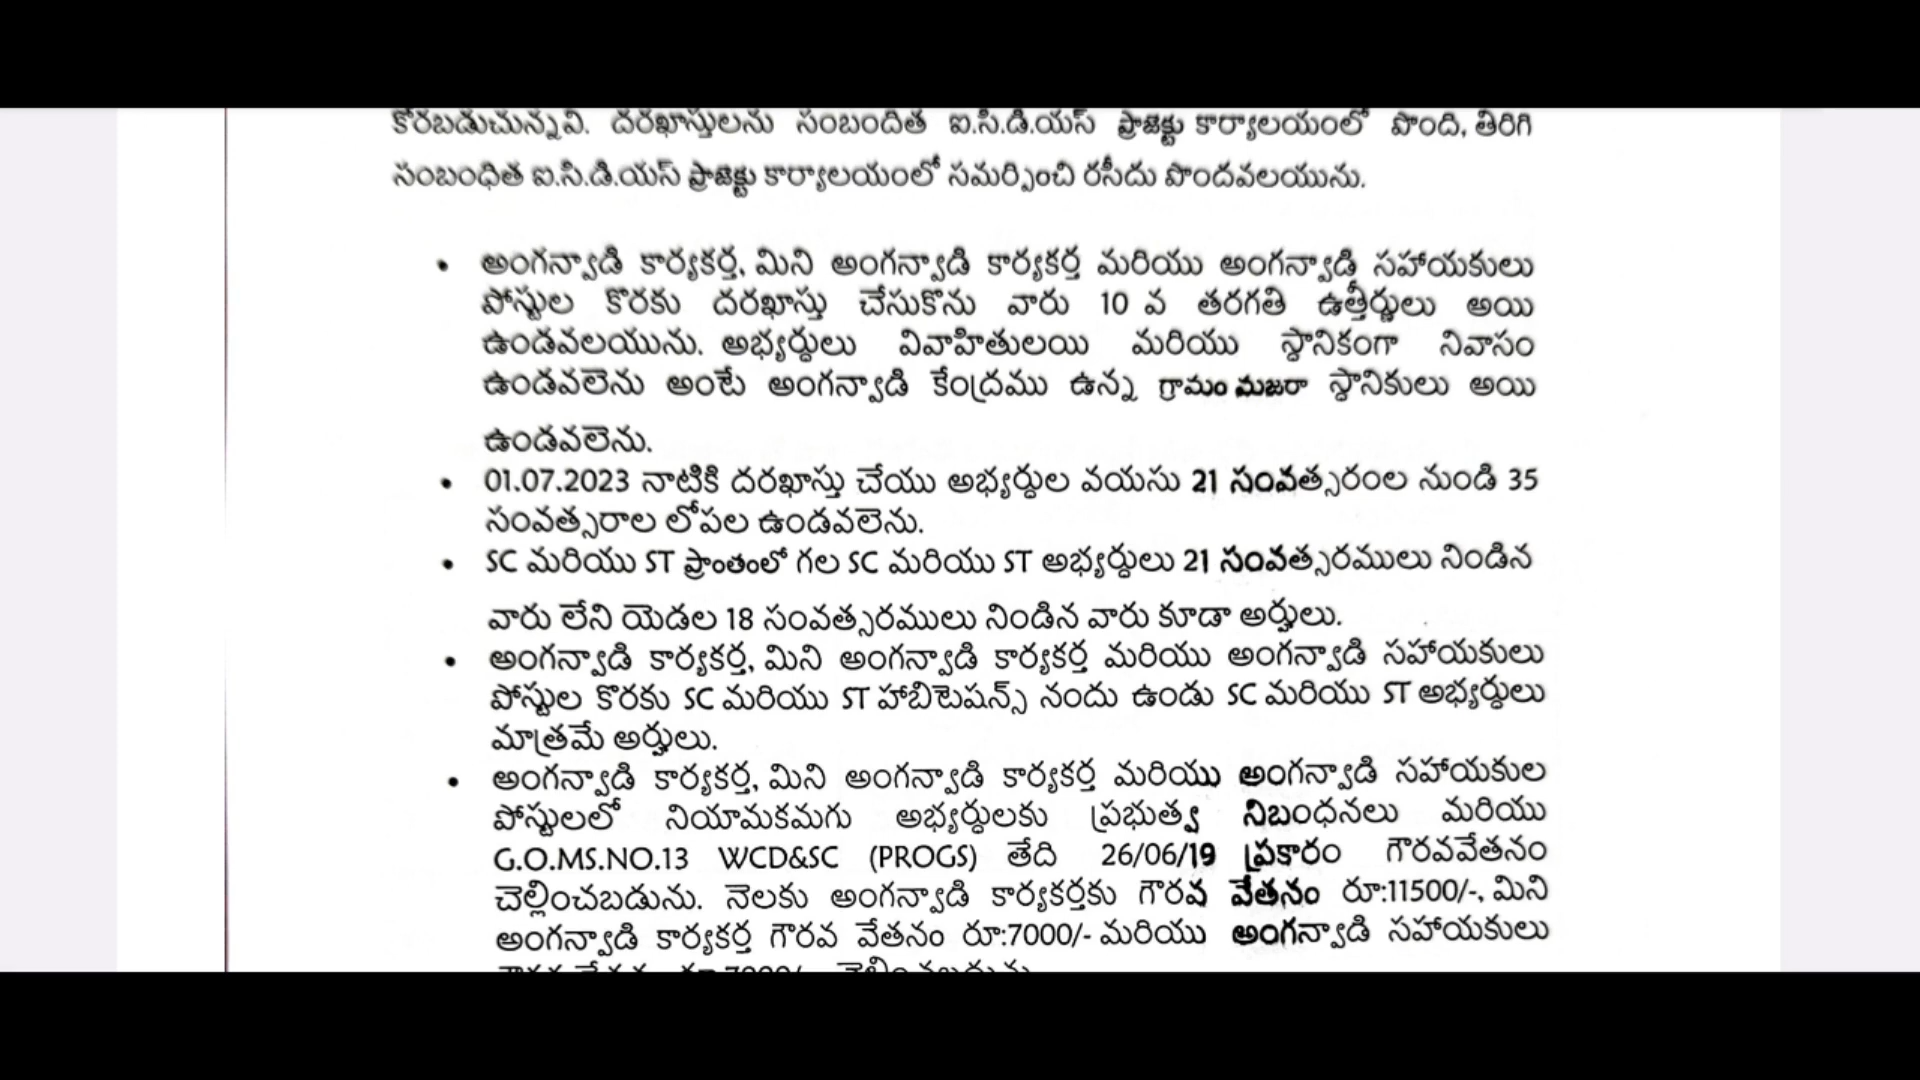 కోరబడుచున్నవి. దరఖాస్తులను సంబందిత ఐ.సి.డి.యస్ ప్రాజెక్టు కార్యాలయంలో పొంది, తిరిగి
సంబంధిత ఐ.సి.డి.యస్ ప్రాజెక్టు కార్యాలయంలో సమర్పించి రసీదు పొందవలయును.
• అంగన్వాడి కార్యకర్త, మిని అంగన్వాడి కార్యకర్త మరియు అంగన్వాడి సహాయకులు
పోస్టుల కొరకు దరఖాస్తు చేసుకొను వారు 10 వ తరగతి ఉత్తీర్ణులు అయి
ఉండవలయును. అభ్యర్ధులు వివాహితులయి మరియు స్ధానికంగా నివాసం
ఉండవలెను అంటే అంగన్వాడి కేంద్రము ఉన్న గ్రామం మజరా స్ధానికులు అయి
ఉండవలెను.
• 01.07.2023 నాటికి దరఖాస్తు చేయు అభ్యర్ధుల వయసు 21 సంవత్సరంల నుండి 35
సంవత్సరాల లోపల ఉండవలెను.
• SC మరియు ST ప్రాంతంలో గల SC మరియు ST అభ్యర్ధులు 21 సంవత్సరములు నిండిన
వారు లేని యెడల 18 సంవత్సరములు నిండిన వారు కూడా అర్హులు.
• అంగన్వాడి కార్యకర్త, మిని అంగన్వాడి కార్యకర్త మరియు అంగన్వాడి సహాయకులు
పోస్టుల కొరకు SC మరియు ST హాబిటెషన్స్ నందు ఉండు SC మరియు ST అభ్యర్ధులు
మాత్రమే అర్హులు.
• అంగన్వాడి కార్యకర్త, మిని అంగన్వాడి కార్యకర్త మరియు అంగన్వాడి సహాయకుల
పోస్టులలో నియామకమగు అభ్యర్ధులకు ప్రభుత్వ నిబంధనలు మరియు
G.O.MS.NO.13 WCD&SC (PROGS) తేది 26/06/19 ప్రకారం గౌరవవేతనం
చెల్లించబడును. నెలకు అంగన్వాడి కార్యకర్తకు గౌరవ వేతనం రూ:11500/-, మిని
అంగన్వాడి కార్యకర్త గౌరవ వేతనం రూ:7000/- మరియు అంగన్వాడి సహాయకులు